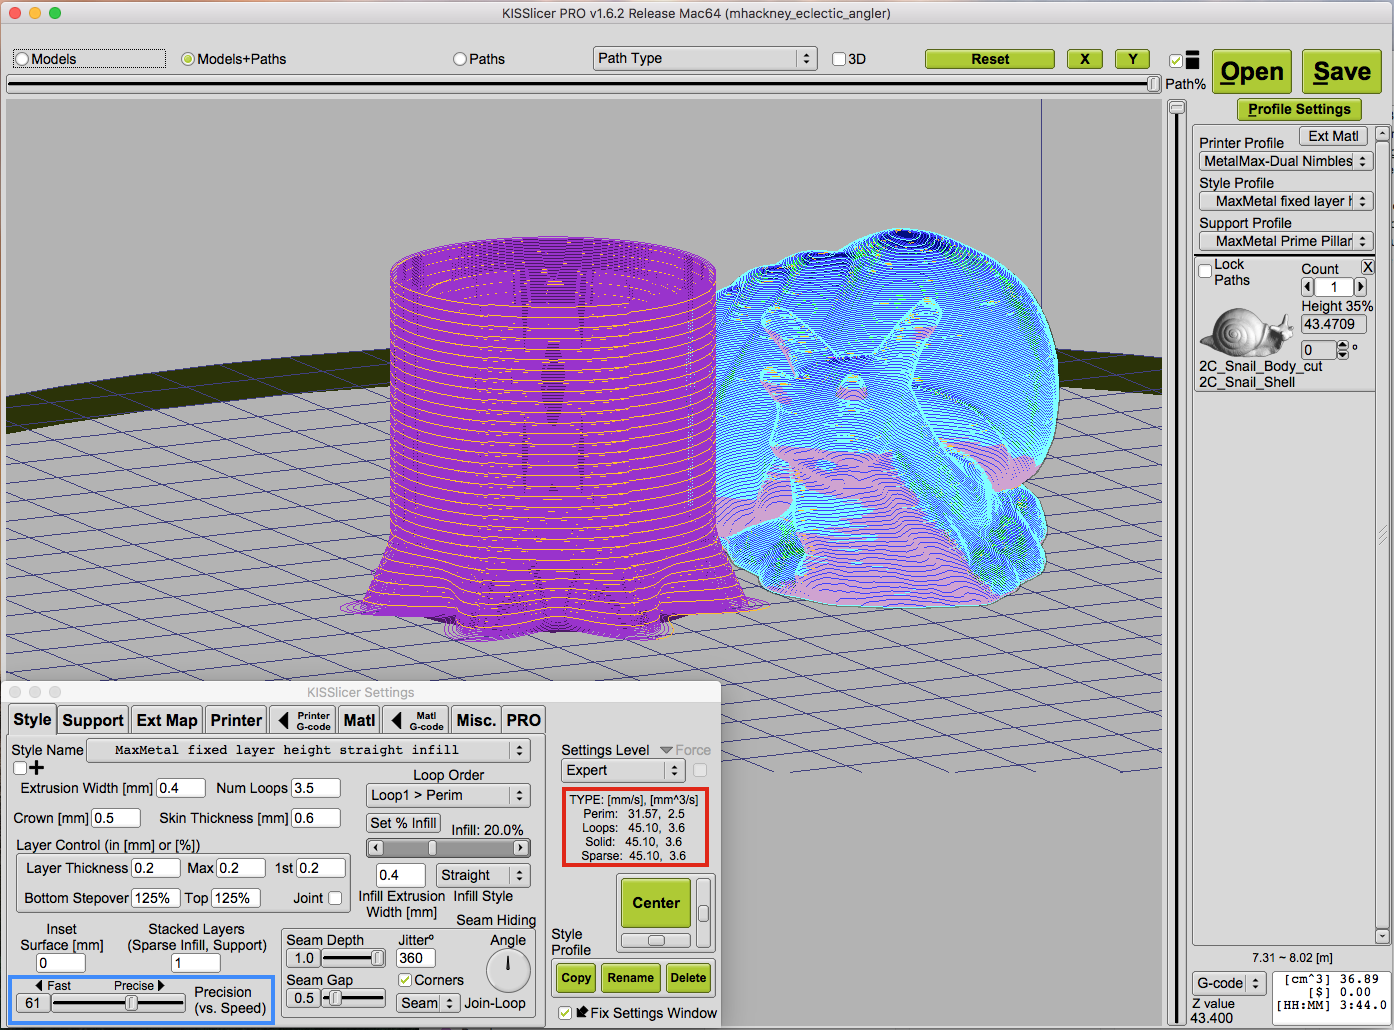 KISSlicer PRO v1.6.2 Release Mac64 (mhackney_eclectic_angler)
Models
Models+Paths
Paths
Path Type
3D
Reset
X
Y
Path%
Open
Save
Profile Settings
Printer Profile
Ext Matl
MetalMax-Dual Nimbles
Style Profile
MaxMetal fixed layer h
Support Profile
MaxMetal Prime Pillar
Lock Paths
Count
X
1
Height 35%
43.4709
0 °
2C_Snail_Body_cut
2C_Snail_Shell
KISSlicer Settings
Style
Support
Ext Map
Printer
Printer G-code
Matl
Matl G-code
Misc.
PRO
Style Name
MaxMetal fixed layer height straight infill
Extrusion Width [mm] 0.4
Num Loops 3.5
Crown [mm] 0.5
Skin Thickness [mm] 0.6
Layer Control (in [mm] or [%])
Layer Thickness 0.2
Max 0.2
1st 0.2
Bottom Stepover 125%
Top 125%
Joint
Loop Order
Loop1 > Perim
Set % Infill
Infill: 20.0%
0.4
Straight
Infill Extrusion Width [mm]
Infill Style
Inset Surface [mm]
0
Stacked Layers (Sparse Infill, Support)
1
Fast
Precise
61
Precision (vs. Speed)
Seam Hiding
Seam Depth
1.0
Jitterº
360
Angle
Seam Gap
0.5
Corners
Seam
Join-Loop
Settings Level
Force
Expert
TYPE: [mm/s], [mm^3/s]
Perim: 31.57, 2.5
Loops: 45.10, 3.6
Solid: 45.10, 3.6
Sparse: 45.10, 3.6
Center
Style Profile
Copy
Rename
Delete
Fix Settings Window
7.31 ~ 8.02 [m]
G-code
Z value
43.400
[cm^3] 36.89
[$] 0.00
[HH:MM] 3:44.0